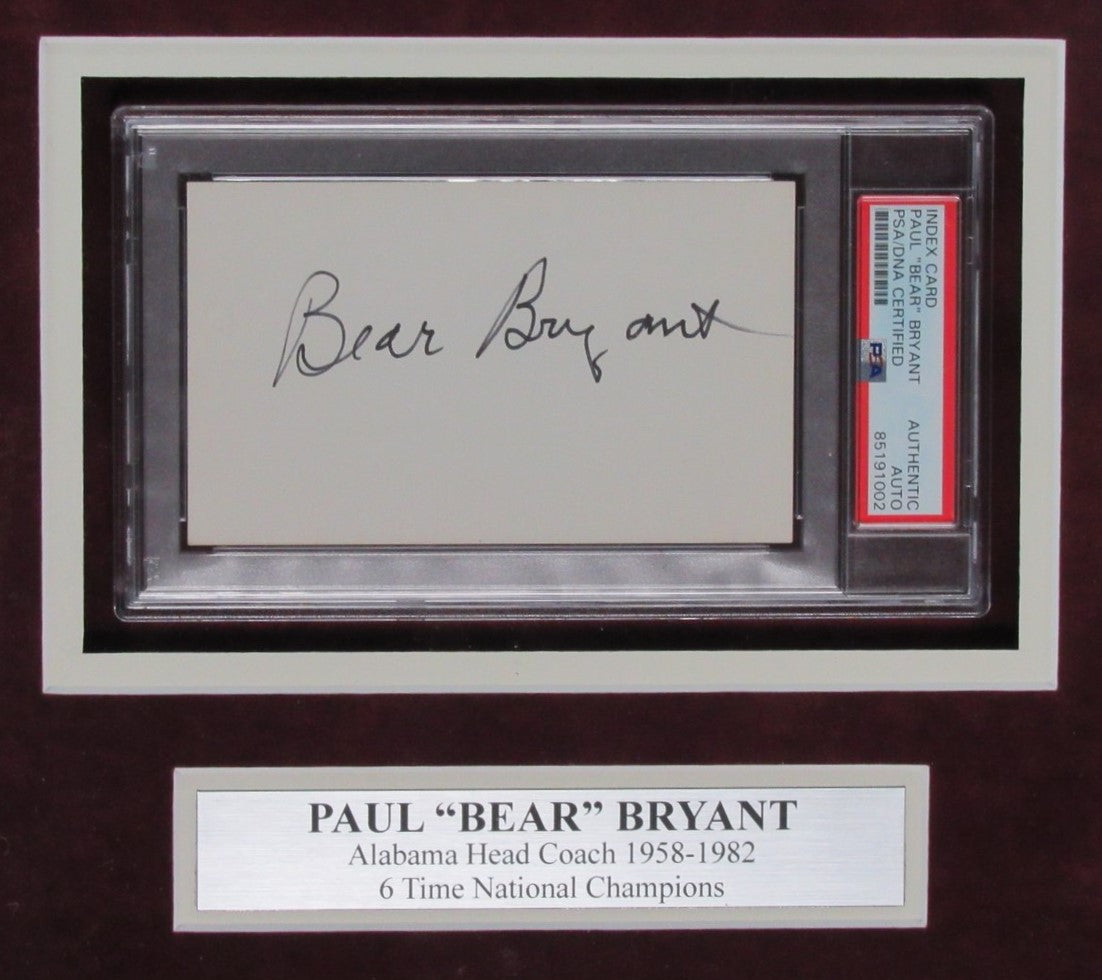 Bear Bryant
INDEX CARD
PAUL "BEAR" BRYANT
PSA/DNA CERTIFIED
AUTHENTIC
AUTO
85191002
PSA
PAUL “BEAR” BRYANT
Alabama Head Coach 1958-1982
6 Time National Champions